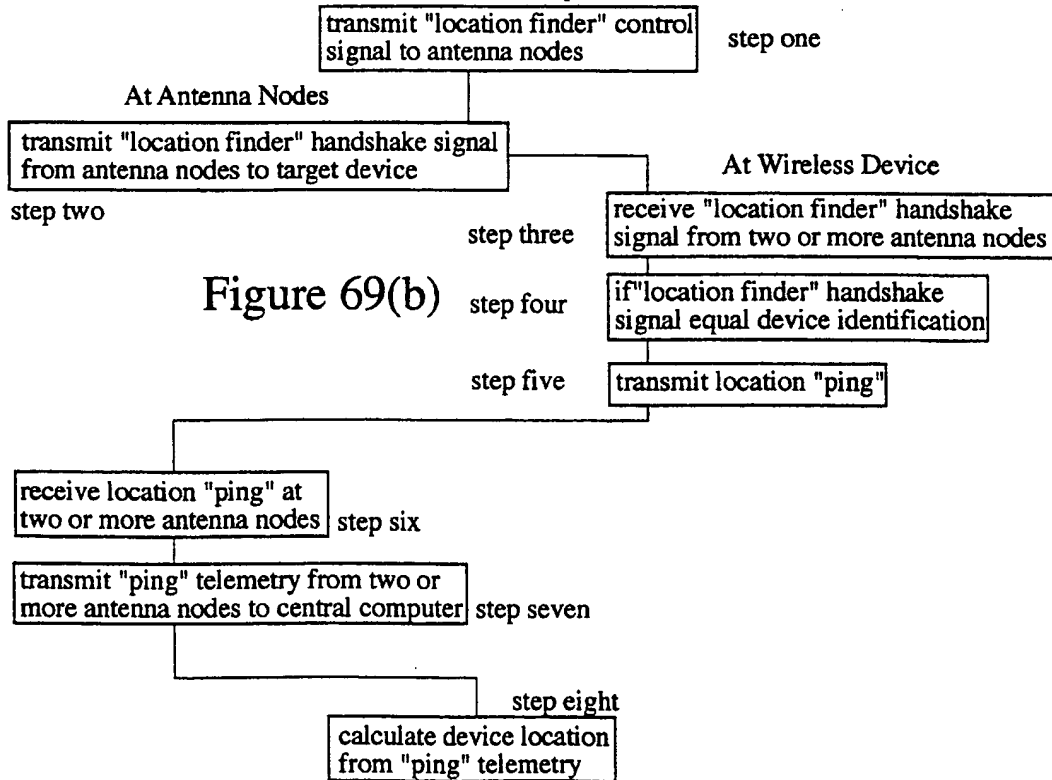 transmit "location finder" control
signal to antenna nodes
step one
At Antenna Nodes
transmit "location finder" handshake signal
from antenna nodes to target device
step two
At Wireless Device
receive "location finder" handshake
signal from two or more antenna nodes
step three
Figure 69(b)
step four
if"location finder" handshake
signal equal device identification
step five
transmit location "ping"
receive location "ping" at
two or more antenna nodes
step six
transmit "ping" telemetry from two or
more antenna nodes to central computer
step seven
step eight
calculate device location
from "ping" telemetry